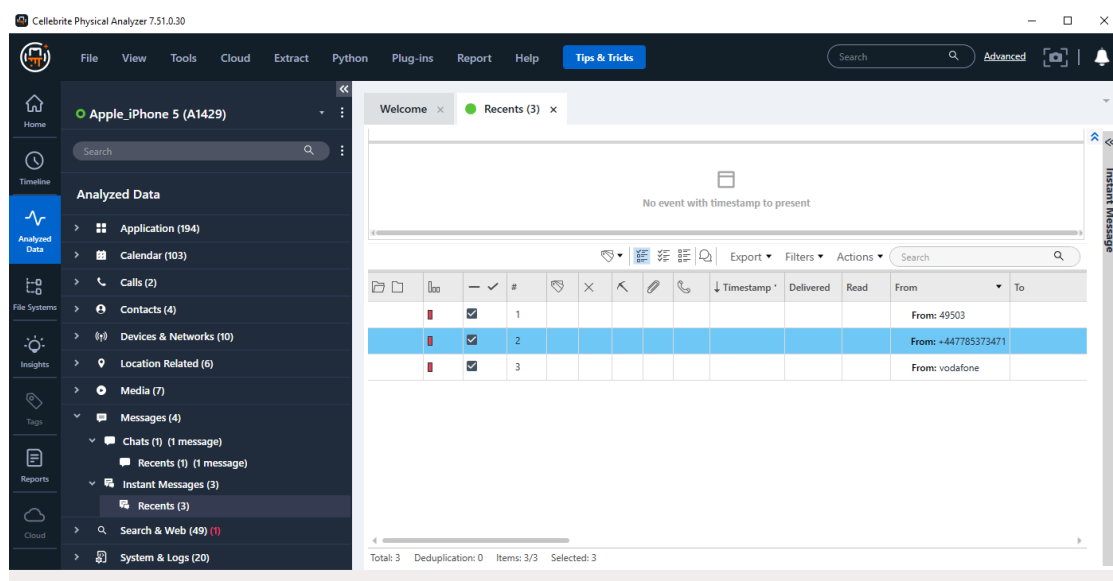 Cellebrite Physical Analyzer 7.51.0.30
File View Tools Cloud Extract Python Plug-ins Report Help Tips & Tricks Search Advanced
Home
Timeline
Analyzed Data
File Systems
Insights
Tags
Reports
Cloud
Apple_iPhone 5 (A1429)
Search
Analyzed Data
Application (194)
Calendar (103)
Calls (2)
Contacts (4)
Devices & Networks (10)
Location Related (6)
Media (7)
Messages (4)
Chats (1) (1 message)
Recents (1) (1 message)
Instant Messages (3)
Recents (3)
Search & Web (49) (1)
System & Logs (20)
Welcome Recents (3)
No event with timestamp to present
Export Filters Actions Search
# Timestamp Delivered Read From To
1 From: 49503
2 From: +447785373471
3 From: vodafone
Total: 3 Deduplication: 0 Items: 3/3 Selected: 3
Instant Message